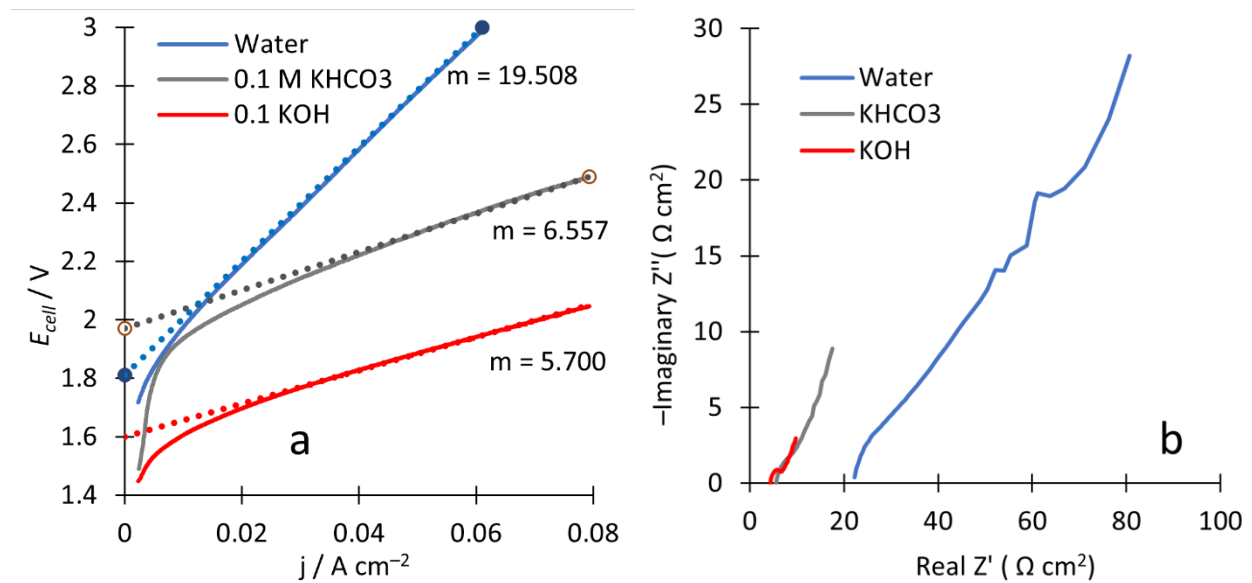 3
2.8
2.6
2.4
2.2
2
1.8
1.6
1.4
E_cell / V
Water
0.1 M KHCO3
0.1 KOH
m = 19.508
m = 6.557
m = 5.700
a
0
0.02
0.04
0.06
0.08
j / A cm⁻²
30
25
20
15
10
5
0
−Imaginary Z''( Ω cm²)
Water
KHCO3
KOH
b
0
20
40
60
80
100
Real Z' ( Ω cm²)